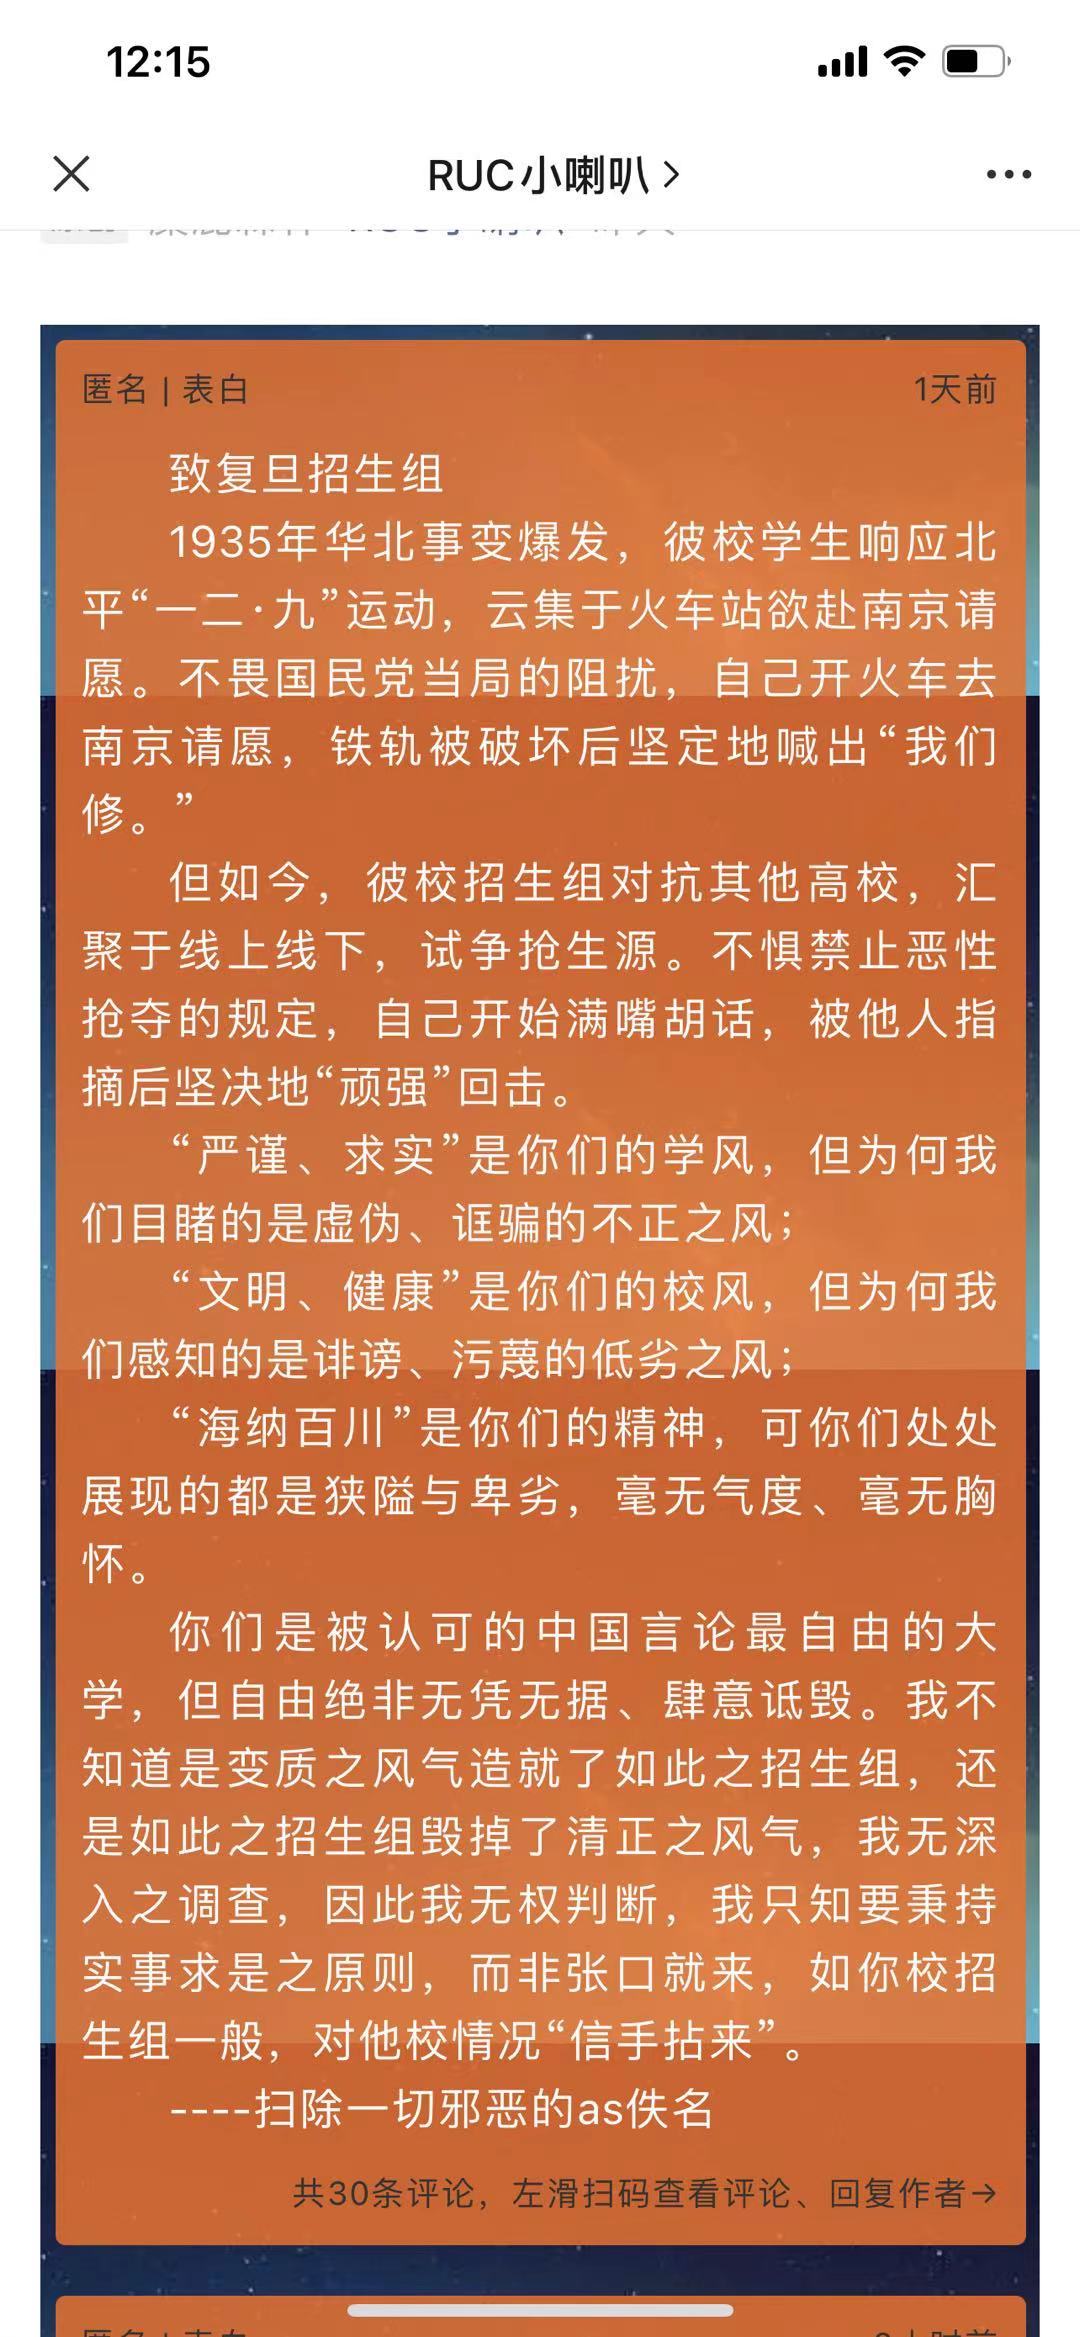 12:15
RUC小喇叭
匿名 | 表白 1天前
致复旦招生组
1935年华北事变爆发，彼校学生响应北
平“一二·九”运动，云集于火车站欲赴南京请
愿。不畏国民党当局的阻扰，自己开火车去
南京请愿，铁轨被破坏后坚定地喊出“我们
修。”
但如今，彼校招生组对抗其他高校，汇
聚于线上线下，试争抢生源。不惧禁止恶性
抢夺的规定，自己开始满嘴胡话，被他人指
摘后坚决地“顽强”回击。
“严谨、求实”是你们的学风，但为何我
们目睹的是虚伪、诓骗的不正之风；
“文明、健康”是你们的校风，但为何我
们感知的是诽谤、污蔑的低劣之风；
“海纳百川”是你们的精神，可你们处处
展现的都是狭隘与卑劣，毫无气度、毫无胸
怀。
你们是被认可的中国言论最自由的大
学，但自由绝非无凭无据、肆意诋毁。我不
知道是变质之风气造就了如此之招生组，还
是如此之招生组毁掉了清正之风气，我无深
入之调查，因此我无权判断，我只知要秉持
实事求是之原则，而非张口就来，如你校招
生组一般，对他校情况“信手拈来”。
----扫除一切邪恶的as佚名
共30条评论，左滑扫码查看评论、回复作者→